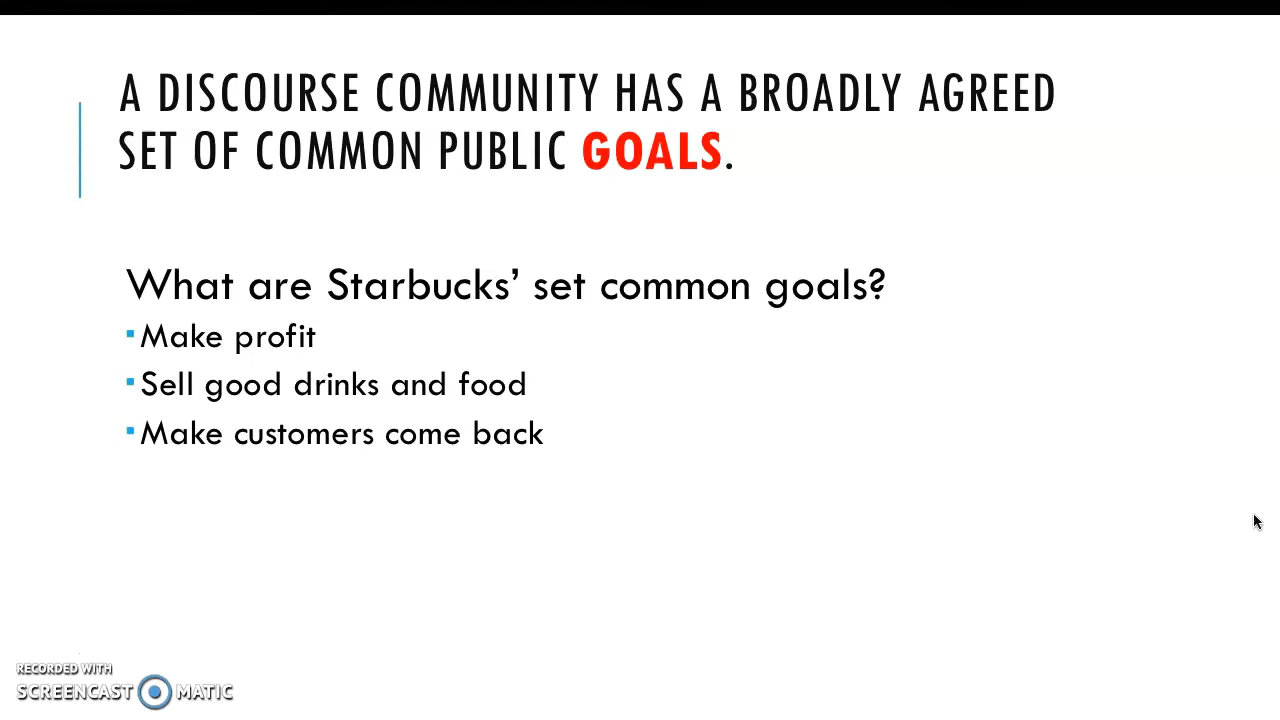 A DISCOURSE COMMUNITY HAS A BROADLY AGREED
SET OF COMMON PUBLIC GOALS.
What are Starbucks’ set common goals?
Make profit
Sell good drinks and food
Make customers come back
RECORDED WITH
SCREENCAST MATIC